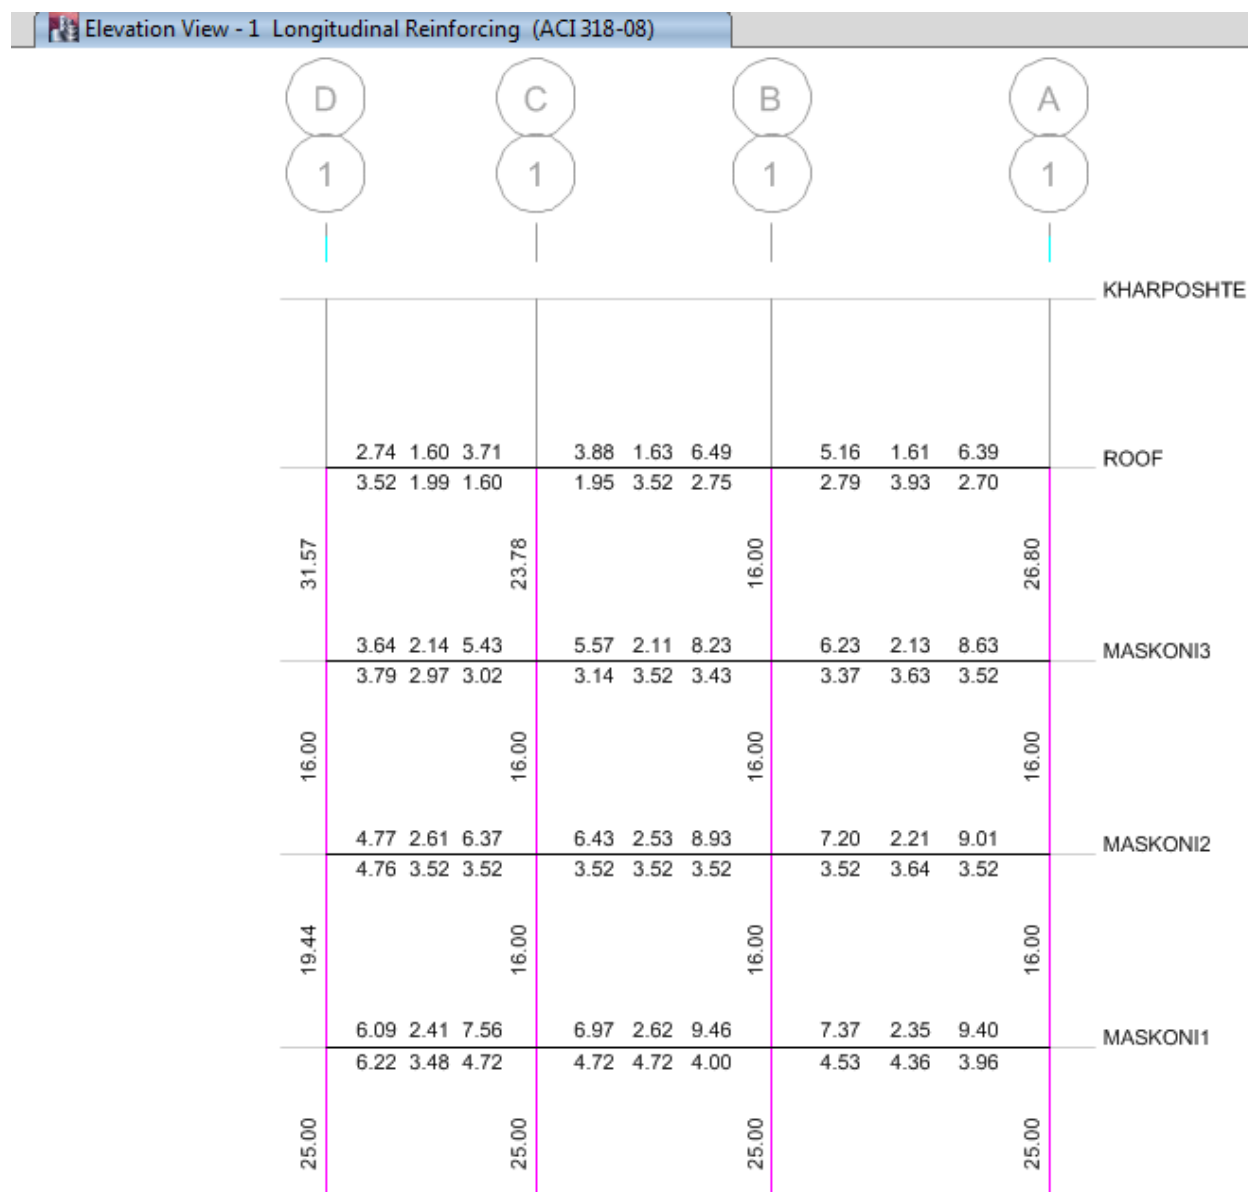 Elevation View - 1 Longitudinal Reinforcing (ACI 318-08)
D C B A
1 1 1 1
KHARPOSHTE
2.74 1.60 3.71 3.88 1.63 6.49 5.16 1.61 6.39
ROOF
3.52 1.99 1.60 1.95 3.52 2.75 2.79 3.93 2.70
31.57 23.78 16.00 26.80
3.64 2.14 5.43 5.57 2.11 8.23 6.23 2.13 8.63
MASKONI3
3.79 2.97 3.02 3.14 3.52 3.43 3.37 3.63 3.52
16.00 16.00 16.00 16.00
4.77 2.61 6.37 6.43 2.53 8.93 7.20 2.21 9.01
MASKONI2
4.76 3.52 3.52 3.52 3.52 3.52 3.52 3.64 3.52
19.44 16.00 16.00 16.00
6.09 2.41 7.56 6.97 2.62 9.46 7.37 2.35 9.40
MASKONI1
6.22 3.48 4.72 4.72 4.72 4.00 4.53 4.36 3.96
25.00 25.00 25.00 25.00